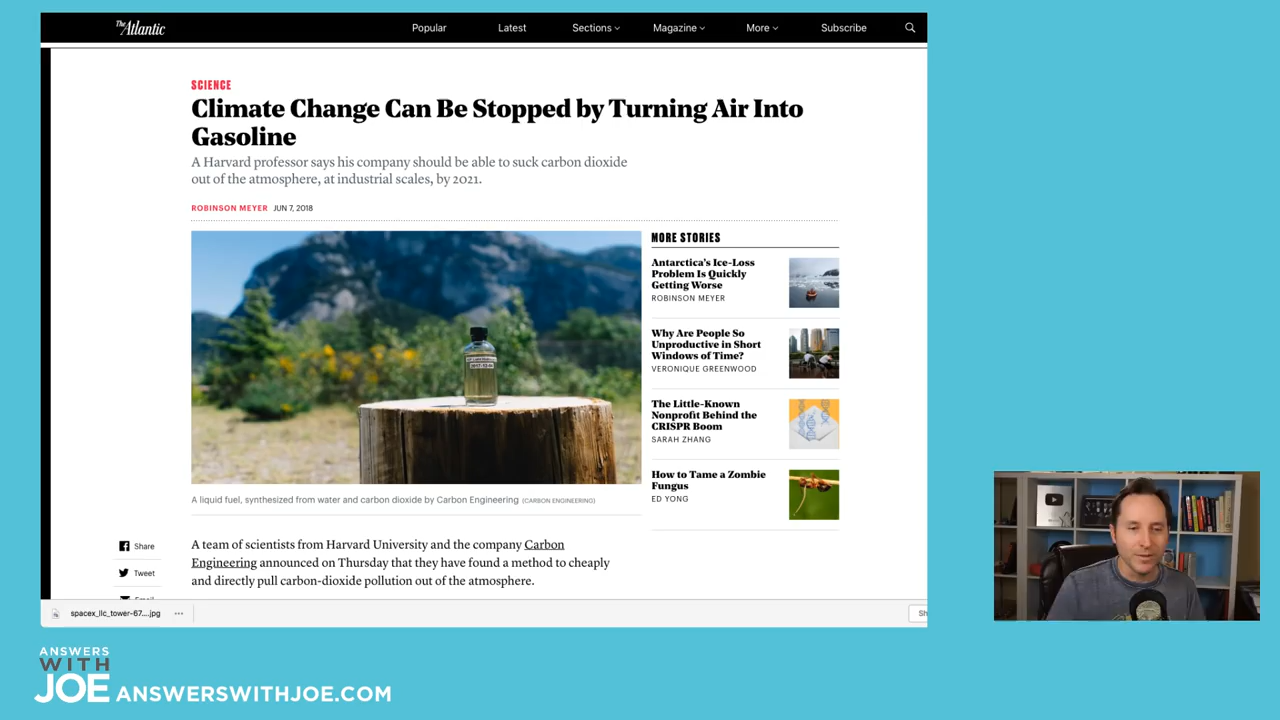 The Atlantic
Popular
Latest
Sections
Magazine
More
Subscribe
SCIENCE
Climate Change Can Be Stopped by Turning Air Into
Gasoline
A Harvard professor says his company should be able to suck carbon dioxide
out of the atmosphere, at industrial scales, by 2021.
ROBINSON MEYER JUN 7, 2018
MORE STORIES
Antarctica's Ice-Loss
Problem Is Quickly
Getting Worse
ROBINSON MEYER
Why Are People So
Unproductive in Short
Windows of Time?
VERONIQUE GREENWOOD
The Little-Known
Nonprofit Behind the
CRISPR Boom
SARAH ZHANG
How to Tame a Zombie
Fungus
ED YONG
A liquid fuel, synthesized from water and carbon dioxide by Carbon Engineering (CARBON ENGINEERING)
Share
Tweet
A team of scientists from Harvard University and the company Carbon
Engineering announced on Thursday that they have found a method to cheaply
and directly pull carbon-dioxide pollution out of the atmosphere.
spacex_llc_tower-67....jpg
Sh
ANSWERS
WITH
JOE
ANSWERSWITHJOE.COM